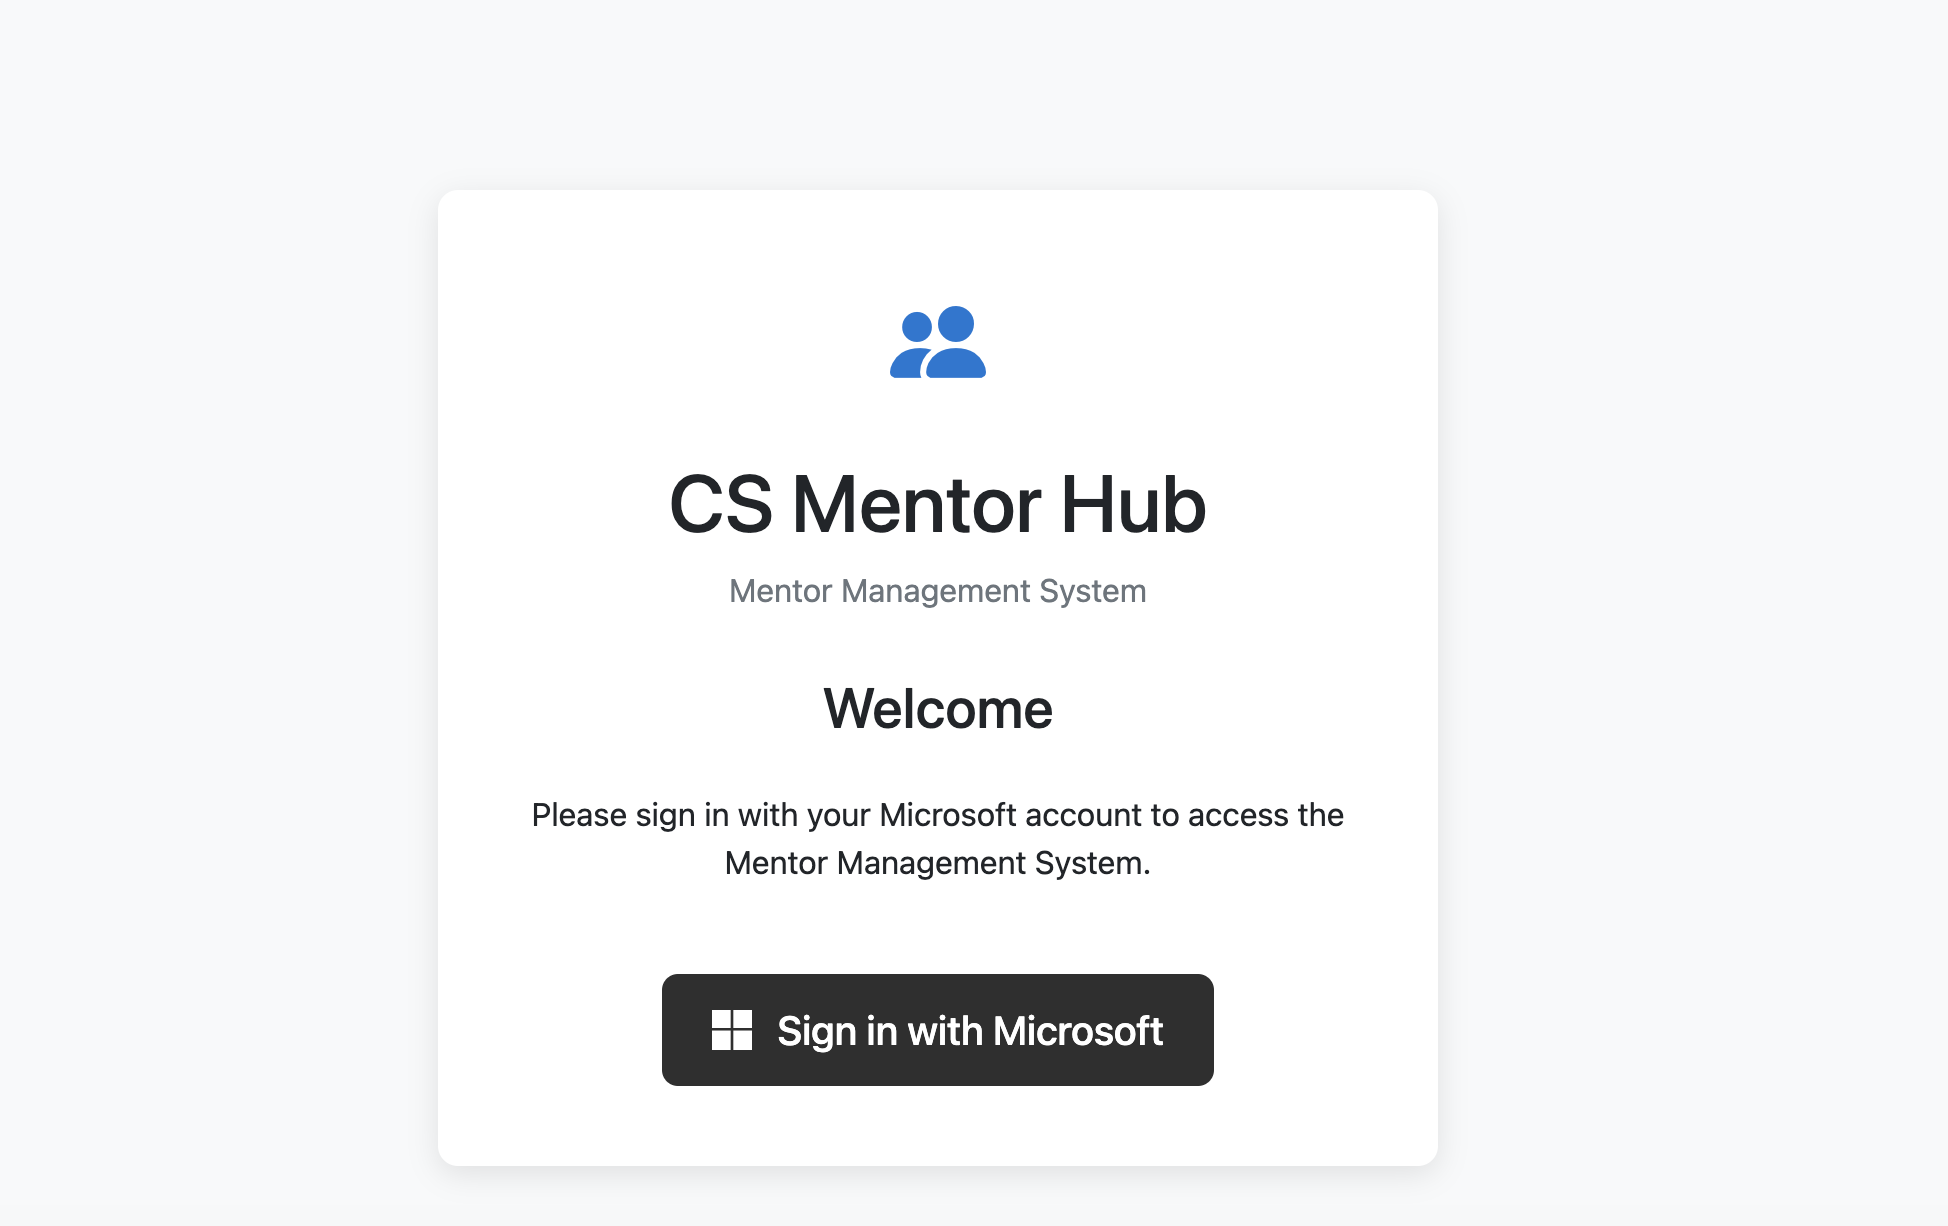 CS Mentor Hub
Mentor Management System
Welcome
Please sign in with your Microsoft account to access the
Mentor Management System.
Sign in with Microsoft